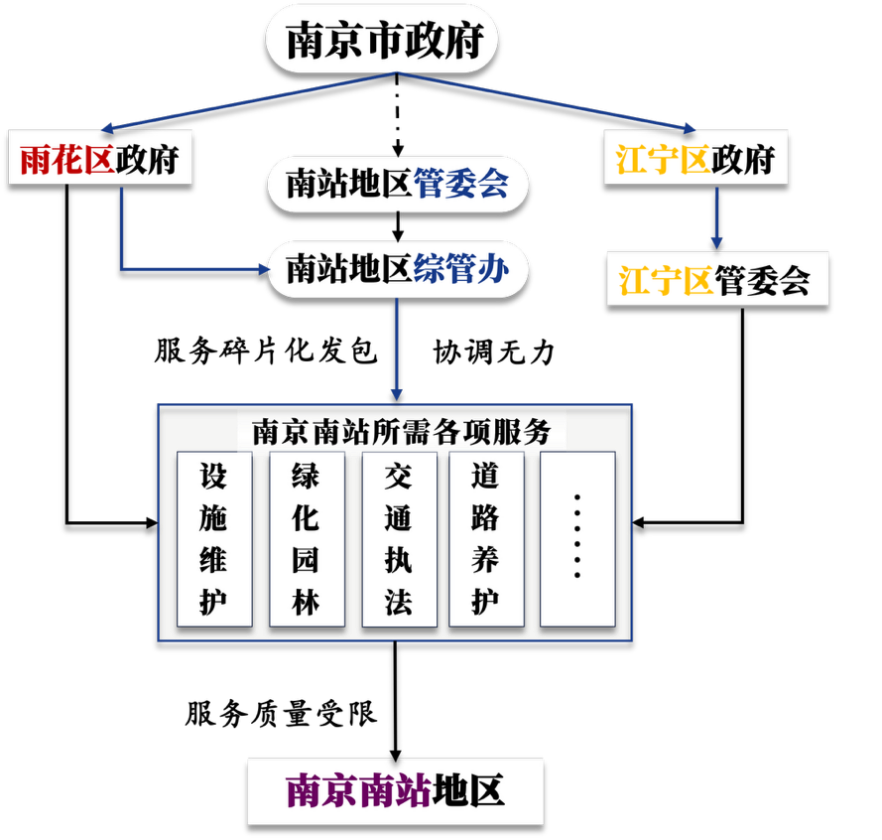 南京市政府
雨花区政府
南站地区管委会
江宁区政府
南站地区综管办
江宁区管委会
服务碎片化发包
协调无力
南京南站所需各项服务
设施维护
绿化园林
交通执法
道路养护
······
服务质量受限
南京南站地区